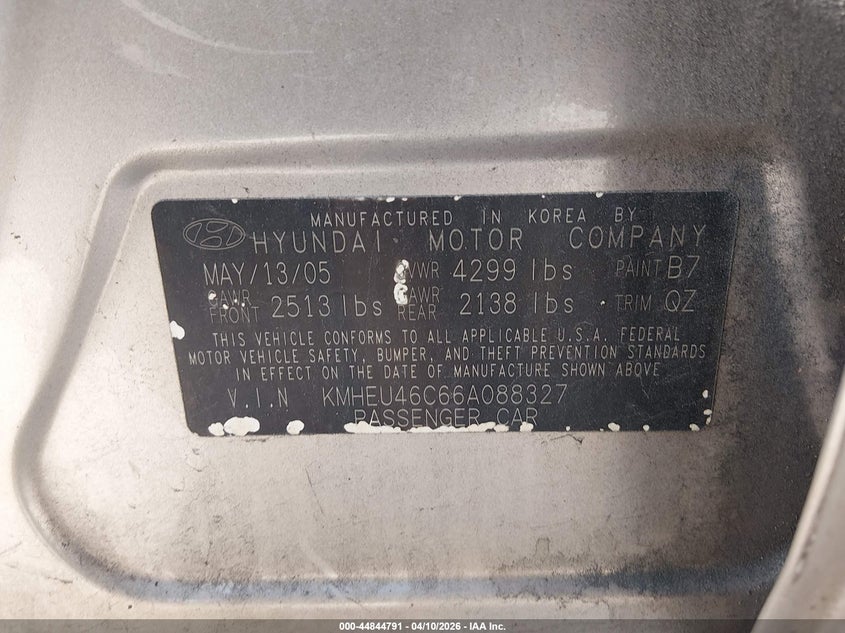 MANUFACTURED IN KOREA BY
HYUNDAI MOTOR COMPANY
MAY/13/05 GVWR 4299 lbs PAINT B7
GAWR FRONT 2513 lbs GAWR REAR 2138 lbs TRIM QZ
THIS VEHICLE CONFORMS TO ALL APPLICABLE U.S.A. FEDERAL
MOTOR VEHICLE SAFETY, BUMPER, AND THEFT PREVENTION STANDARDS
IN EFFECT ON THE DATE OF MANUFACTURE SHOWN ABOVE
V.I.N KMHEU46C66A088327
PASSENGER CAR
000-44844791 - 04/10/2026 - IAA Inc.